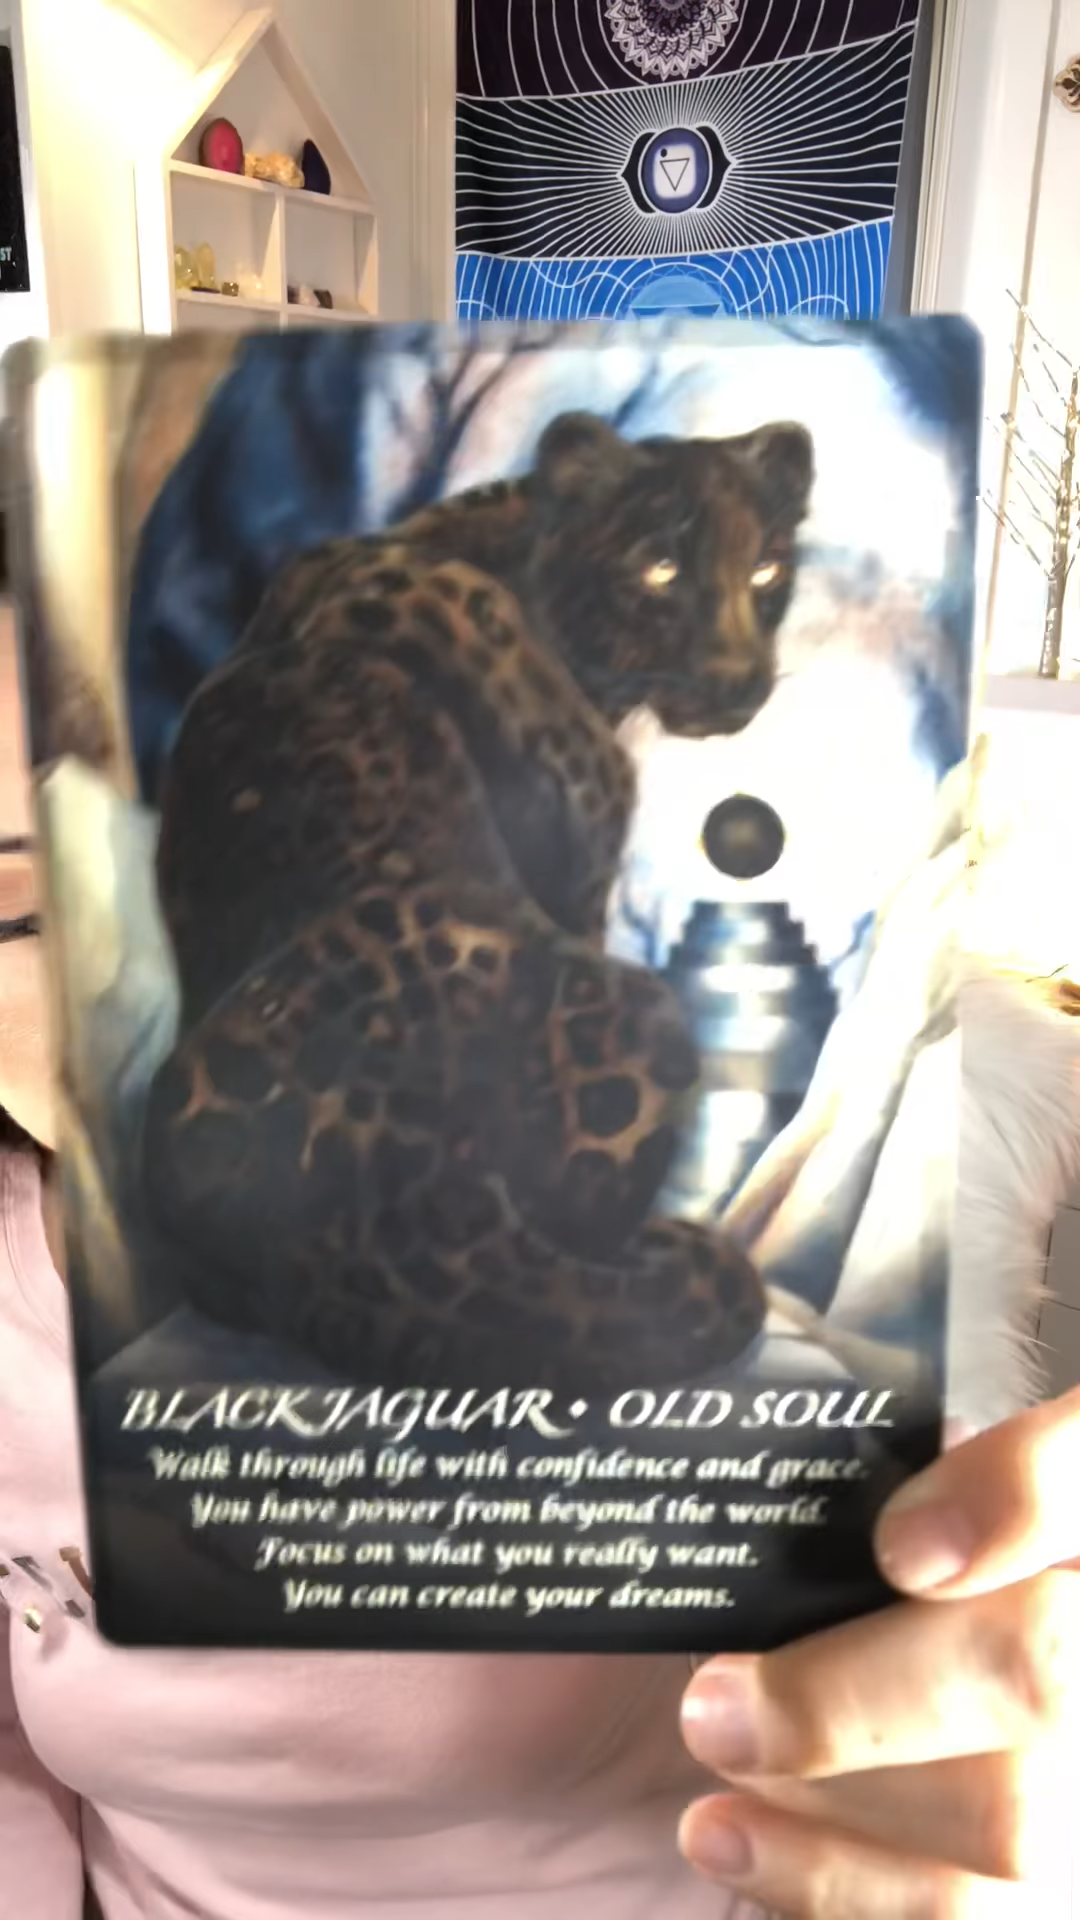 ST
BLACK JAGUAR • OLD SOUL
Walk through life with confidence and grace.
You have power from beyond the world.
Focus on what you really want.
You can create your dreams.